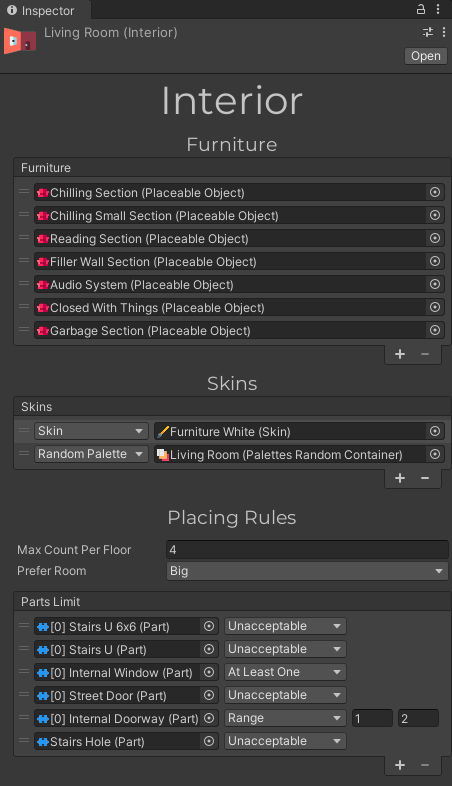 Inspector
Living Room (Interior)
Open
Interior
Furniture
Furniture
Chilling Section (Placeable Object)
Chilling Small Section (Placeable Object)
Reading Section (Placeable Object)
Filler Wall Section (Placeable Object)
Audio System (Placeable Object)
Closed With Things (Placeable Object)
Garbage Section (Placeable Object)
+ −
Skins
Skins
Skin Furniture White (Skin)
Random Palette Living Room (Palettes Random Container)
+ −
Placing Rules
Max Count Per Floor 4
Prefer Room Big
Parts Limit
[0] Stairs U 6x6 (Part) Unacceptable
[0] Stairs U (Part) Unacceptable
[0] Internal Window (Part) At Least One
[0] Street Door (Part) Unacceptable
[0] Internal Doorway (Part) Range 1 2
Stairs Hole (Part) Unacceptable
+ −